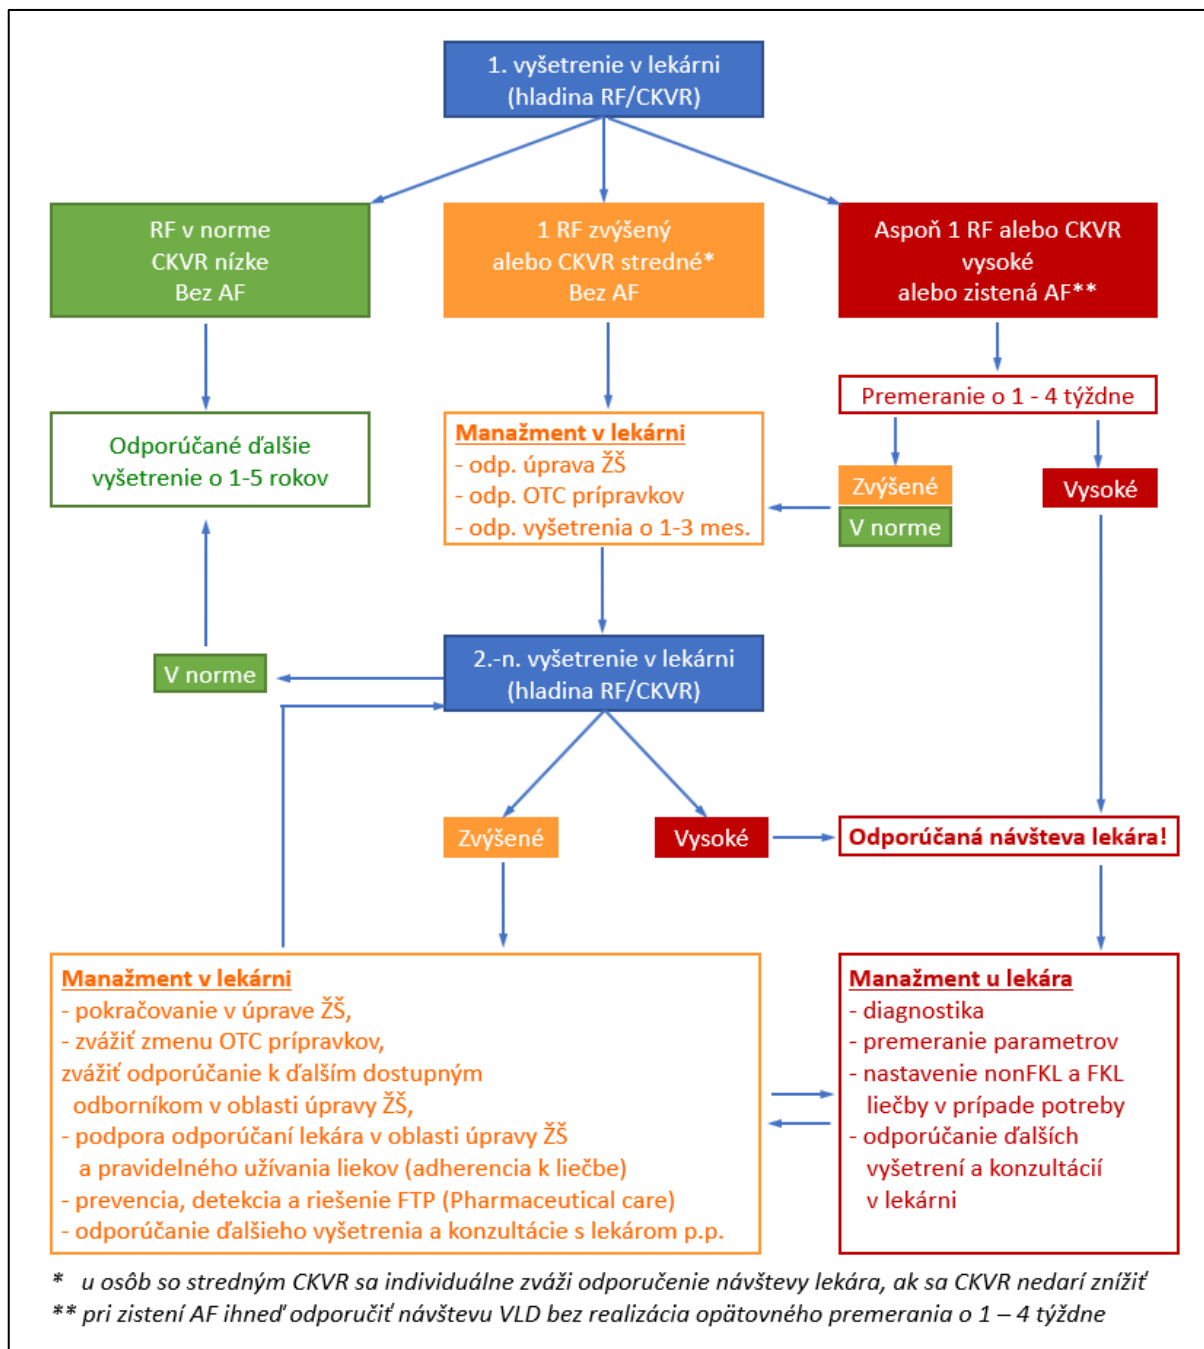 1. vyšetrenie v lekárni
(hladina RF/CKVR)
RF v norme
CKVR nízke
Bez AF
1 RF zvýšený
alebo CKVR stredné*
Bez AF
Aspoň 1 RF alebo CKVR
vysoké
alebo zistená AF**
Premeranie o 1 - 4 týždne
Odporúčané ďalšie
vyšetrenie o 1-5 rokov
Manažment v lekárni
- odp. úprava ŽŠ
- odp. OTC prípravkov
- odp. vyšetrenia o 1-3 mes.
Zvýšené
V norme
Vysoké
2.-n. vyšetrenie v lekárni
(hladina RF/CKVR)
V norme
Zvýšené
Vysoké
Odporúčaná návšteva lekára!
Manažment v lekárni
- pokračovanie v úprave ŽŠ,
- zvážiť zmenu OTC prípravkov,
zvážiť odporúčanie k ďalším dostupným
odborníkom v oblasti úpravy ŽŠ,
- podpora odporúčaní lekára v oblasti úpravy ŽŠ
a pravidelného užívania liekov (adherencia k liečbe)
- prevencia, detekcia a riešenie FTP (Pharmaceutical care)
- odporúčanie ďalšieho vyšetrenia a konzultácie s lekárom p.p.
Manažment u lekára
- diagnostika
- premeranie parametrov
- nastavenie nonFKL a FKL
liečby v prípade potreby
- odporúčanie ďalších
vyšetrení a konzultácií
v lekárni
* u osôb so stredným CKVR sa individuálne zváži odporučenie návštevy lekára, ak sa CKVR nedarí znížiť
** pri zistení AF ihneď odporučiť návštevu VLD bez realizácia opätovného premerania o 1 – 4 týždne